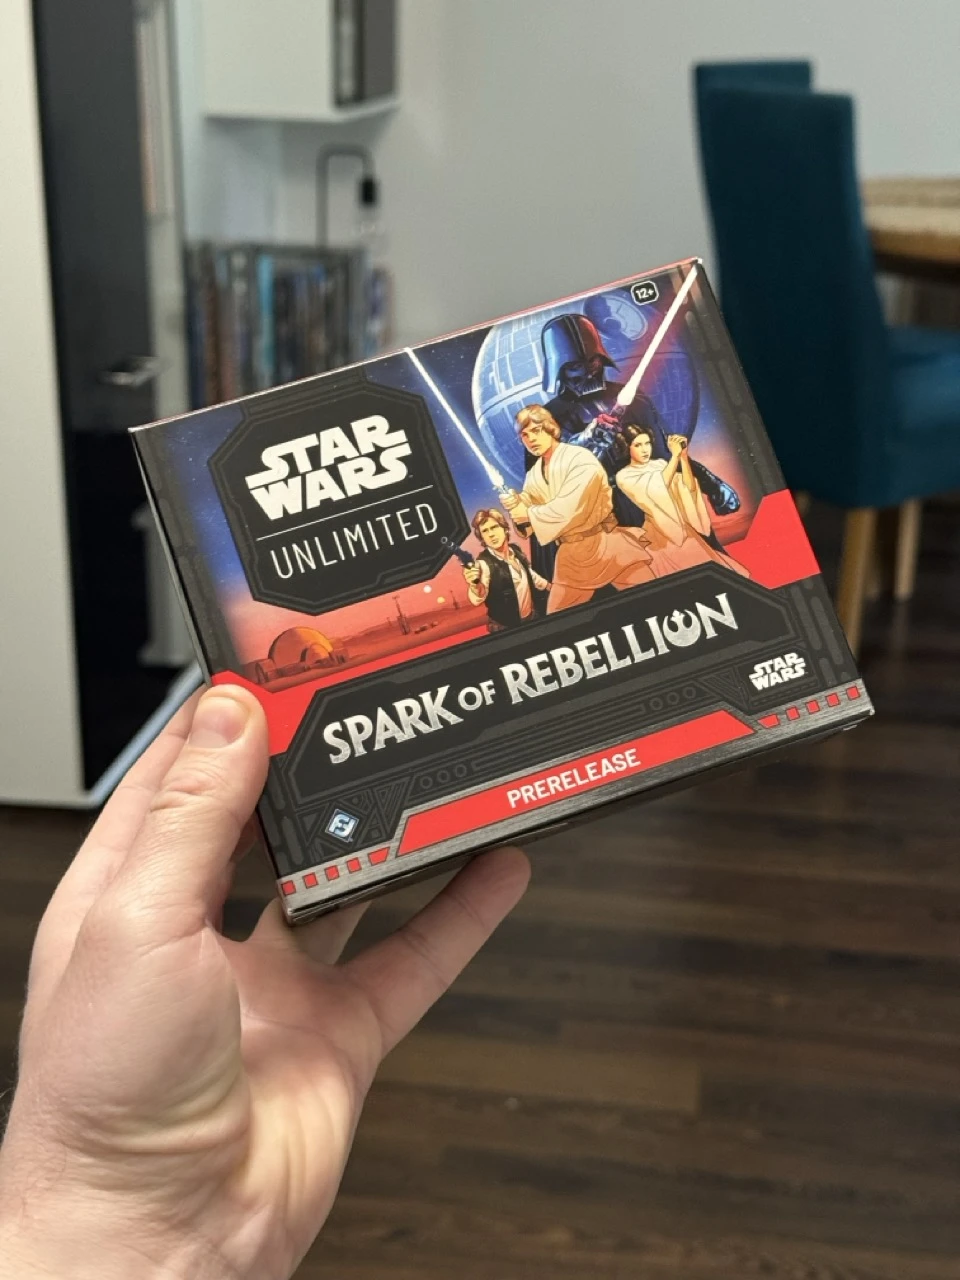 12+
STAR
WARS
UNLIMITED
SPARK OF REBELLION
STAR
WARS
PRERELEASE